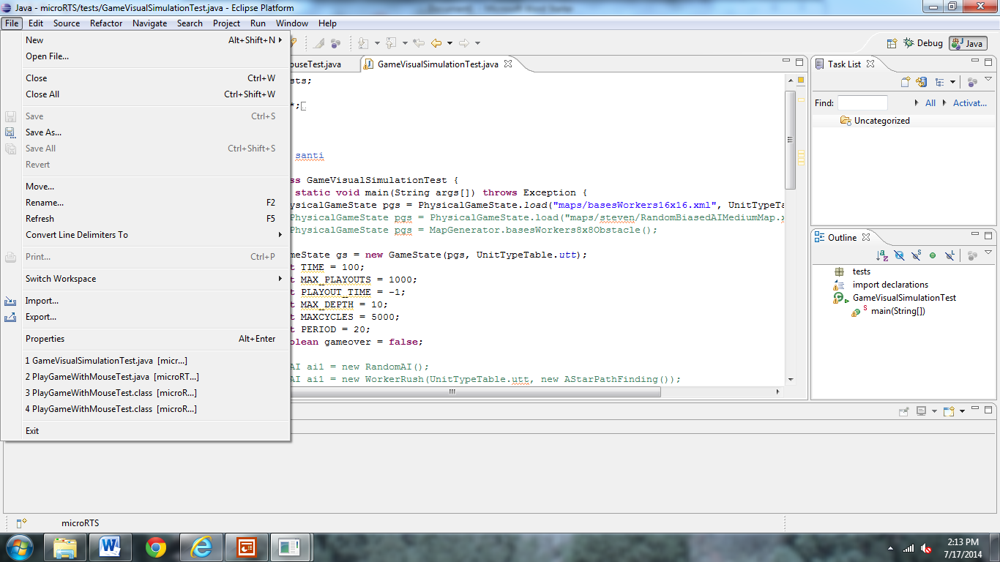 Java - microRTS/tests/GameVisualSimulationTest.java - Eclipse Platform
File Edit Source Refactor Navigate Search Project Run Window Help
New Alt+Shift+N
Open File...
Close Ctrl+W
Close All Ctrl+Shift+W
Save Ctrl+S
Save As...
Save All Ctrl+Shift+S
Revert
Move...
Rename... F2
Refresh F5
Convert Line Delimiters To
Print... Ctrl+P
Switch Workspace
Import...
Export...
Properties Alt+Enter
1 GameVisualSimulationTest.java [micr...]
2 PlayGameWithMouseTest.java [microRT...]
3 PlayGameWithMouseTest.class [microR...]
4 PlayGameWithMouseTest.class [microR...]
Exit
Debug Java
ouseTest.java GameVisualSimulationTest.java
sts;
*;
santi
ss GameVisualSimulationTest {
static void main(String args[]) throws Exception {
ysicalGameState pgs = PhysicalGameState.load("maps/basesWorkers16x16.xml", UnitTypeTa
PhysicalGameState pgs = PhysicalGameState.load("maps/steven/RandomBiasedAIMediumMap.x
PhysicalGameState pgs = MapGenerator.basesWorkers8x8Obstacle();
meState gs = new GameState(pgs, UnitTypeTable.utt);
t TIME = 100;
t MAX_PLAYOUTS = 1000;
t PLAYOUT_TIME = -1;
t MAX_DEPTH = 10;
t MAXCYCLES = 5000;
t PERIOD = 20;
olean gameover = false;
AI ai1 = new RandomAI();
AI ai1 = new WorkerRush(UnitTypeTable.utt, new AStarPathFinding());
Task List
Find: All Activat...
Uncategorized
Outline
tests
import declarations
GameVisualSimulationTest
main(String[])
microRTS
2:13 PM
7/17/2014